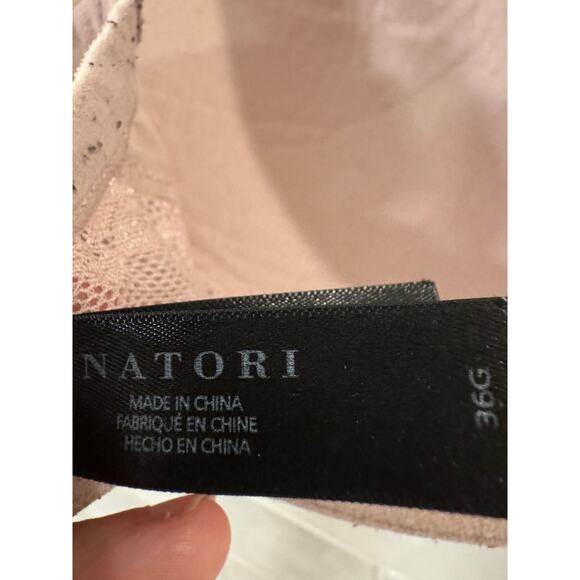 NATORI
MADE IN CHINA
FABRIQUÉ EN CHINE
HECHO EN CHINA
36G